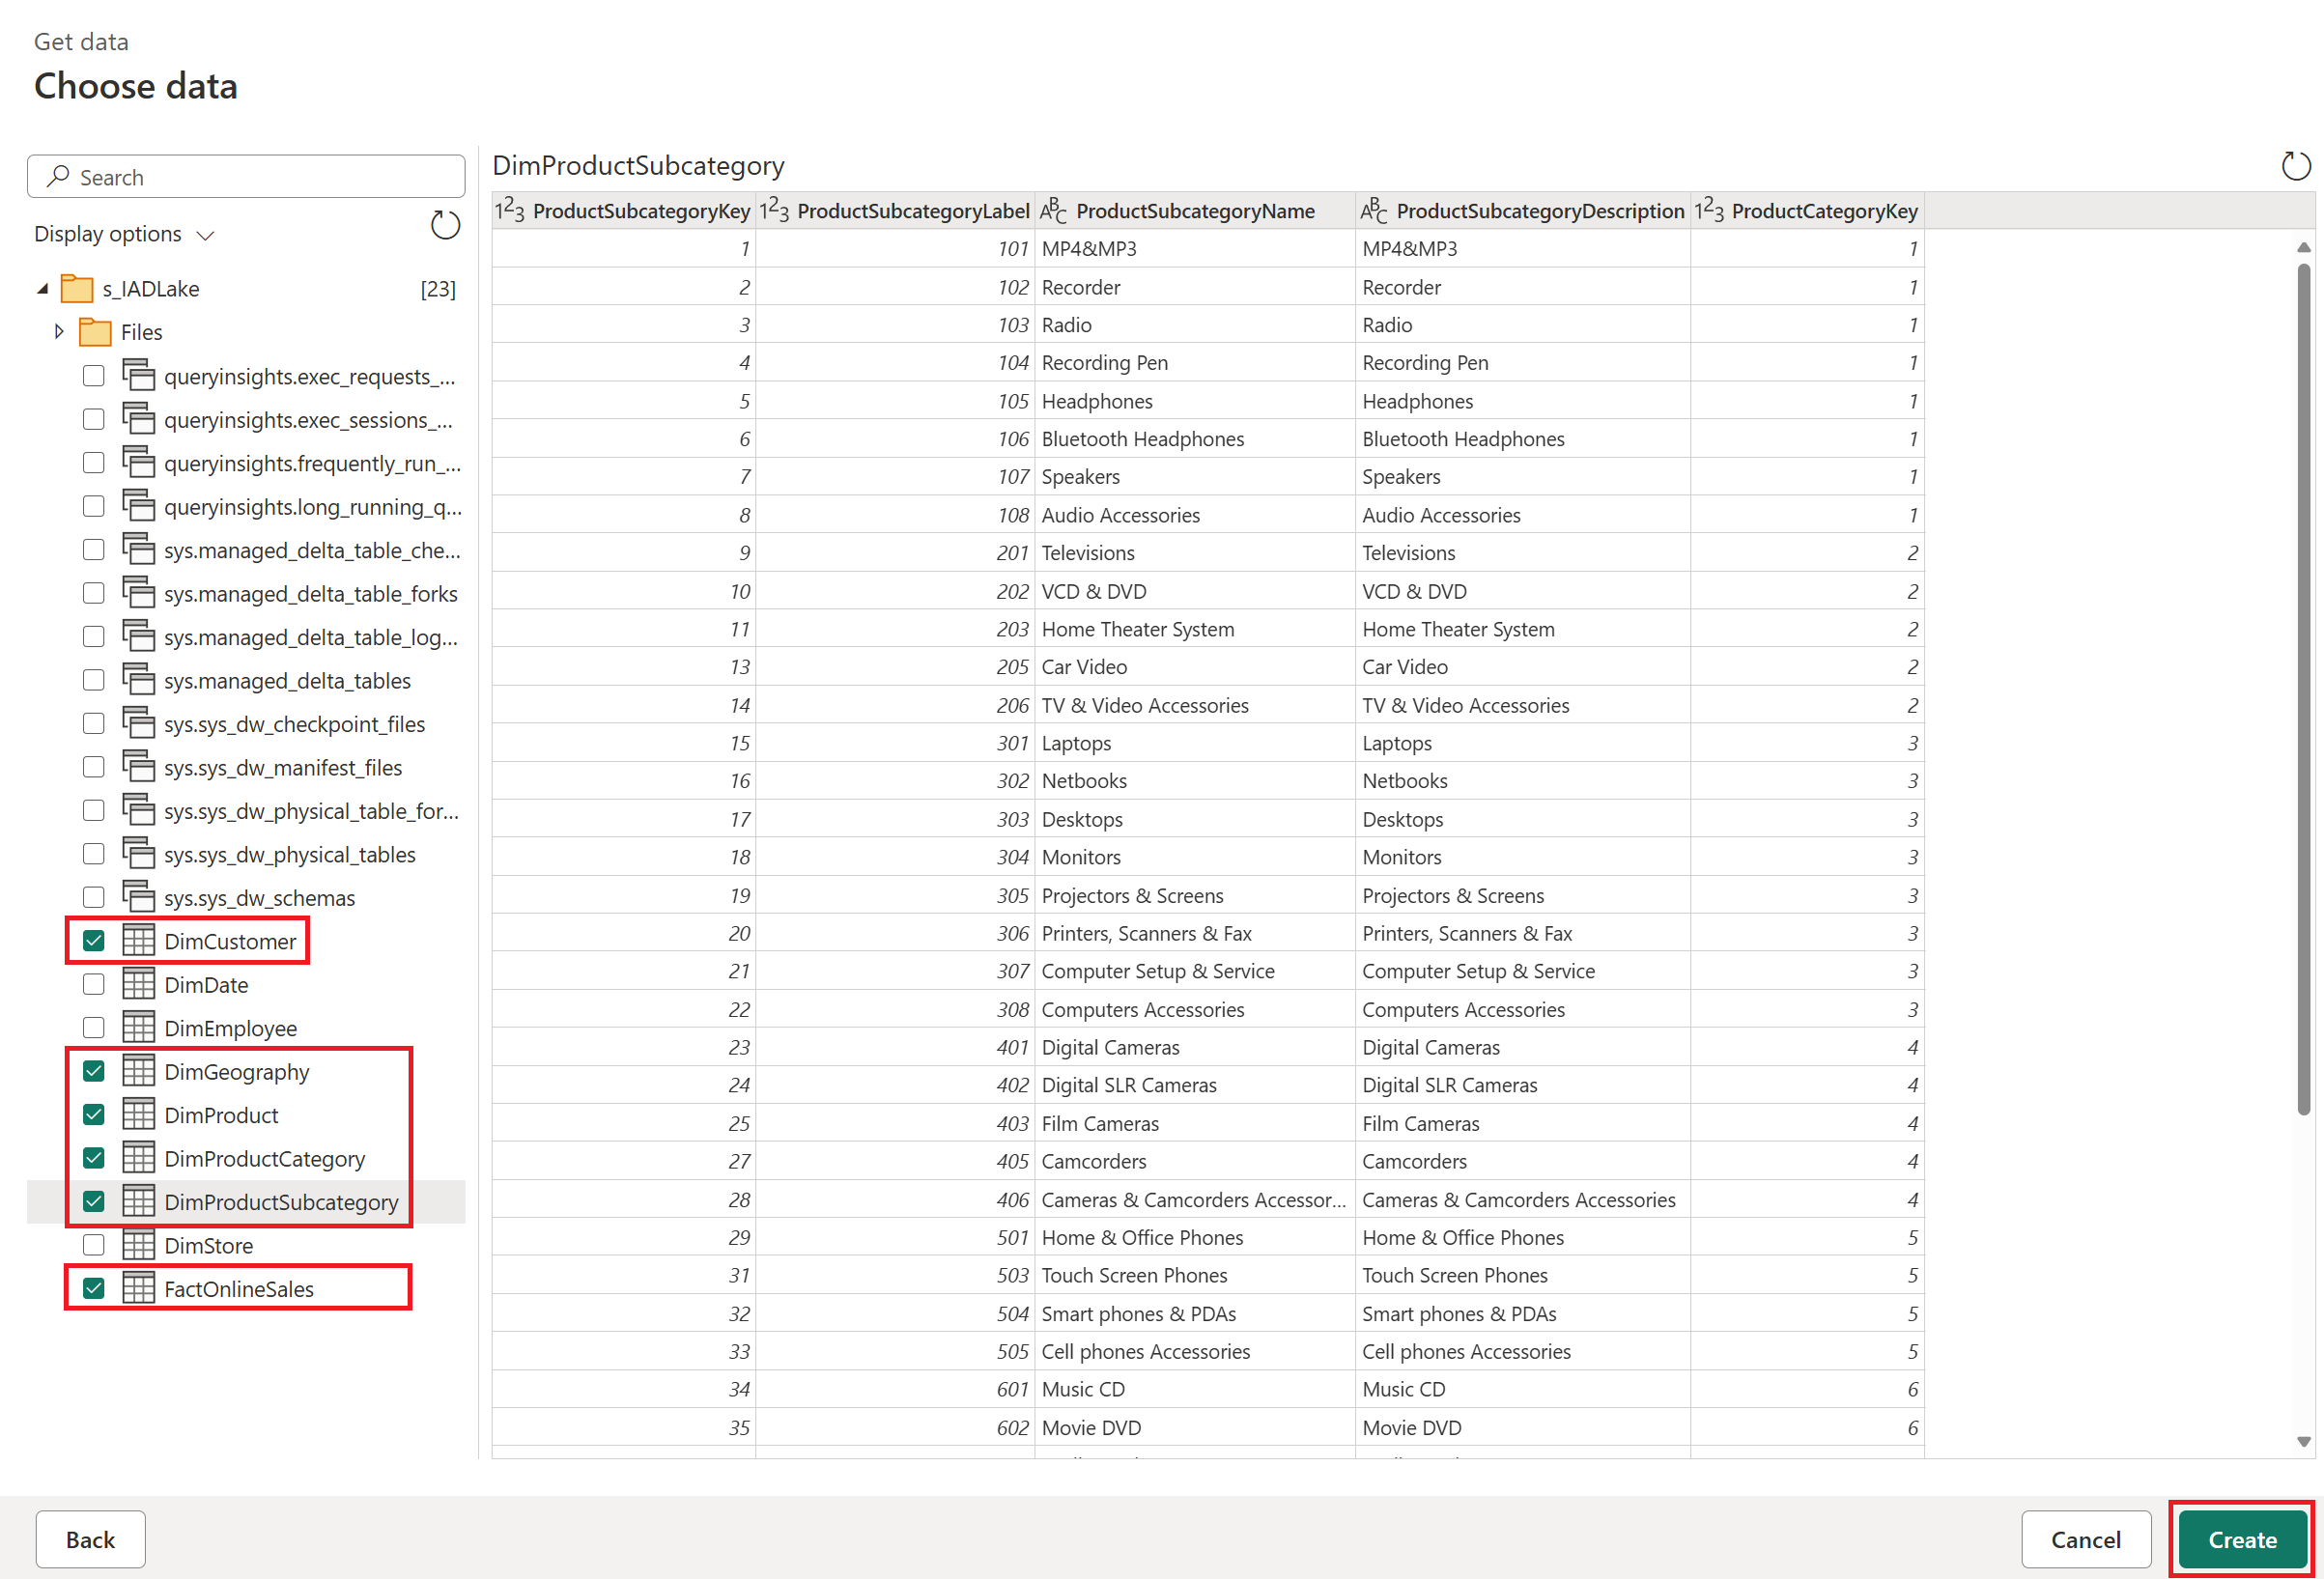 Get data
Choose data
Search
Display options
s_IADLake [23]
Files
queryinsights.exec_requests_...
queryinsights.exec_sessions_...
queryinsights.frequently_run_...
queryinsights.long_running_q...
sys.managed_delta_table_che...
sys.managed_delta_table_forks
sys.managed_delta_table_log...
sys.managed_delta_tables
sys.sys_dw_checkpoint_files
sys.sys_dw_manifest_files
sys.sys_dw_physical_table_for...
sys.sys_dw_physical_tables
sys.sys_dw_schemas
DimCustomer
DimDate
DimEmployee
DimGeography
DimProduct
DimProductCategory
DimProductSubcategory
DimStore
FactOnlineSales
DimProductSubcategory
123 ProductSubcategoryKey 123 ProductSubcategoryLabel ABC ProductSubcategoryName ABC ProductSubcategoryDescription 123 ProductCategoryKey
1 101 MP4&MP3 MP4&MP3 1
2 102 Recorder Recorder 1
3 103 Radio Radio 1
4 104 Recording Pen Recording Pen 1
5 105 Headphones Headphones 1
6 106 Bluetooth Headphones Bluetooth Headphones 1
7 107 Speakers Speakers 1
8 108 Audio Accessories Audio Accessories 1
9 201 Televisions Televisions 2
10 202 VCD & DVD VCD & DVD 2
11 203 Home Theater System Home Theater System 2
13 205 Car Video Car Video 2
14 206 TV & Video Accessories TV & Video Accessories 2
15 301 Laptops Laptops 3
16 302 Netbooks Netbooks 3
17 303 Desktops Desktops 3
18 304 Monitors Monitors 3
19 305 Projectors & Screens Projectors & Screens 3
20 306 Printers, Scanners & Fax Printers, Scanners & Fax 3
21 307 Computer Setup & Service Computer Setup & Service 3
22 308 Computers Accessories Computers Accessories 3
23 401 Digital Cameras Digital Cameras 4
24 402 Digital SLR Cameras Digital SLR Cameras 4
25 403 Film Cameras Film Cameras 4
27 405 Camcorders Camcorders 4
28 406 Cameras & Camcorders Accessor... Cameras & Camcorders Accessories 4
29 501 Home & Office Phones Home & Office Phones 5
31 503 Touch Screen Phones Touch Screen Phones 5
32 504 Smart phones & PDAs Smart phones & PDAs 5
33 505 Cell phones Accessories Cell phones Accessories 5
34 601 Music CD Music CD 6
35 602 Movie DVD Movie DVD 6
Back
Cancel
Create